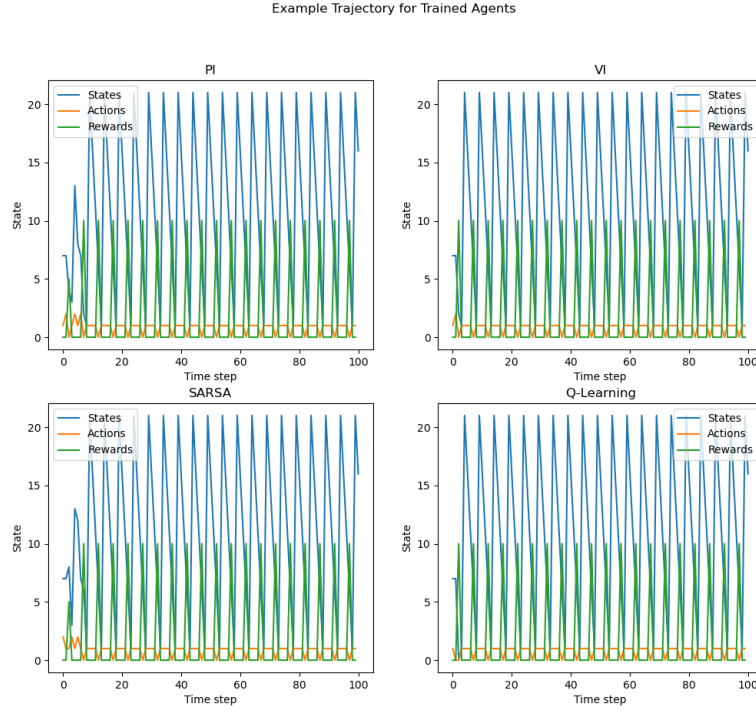 Example Trajectory for Trained Agents
PI
States
Actions
Rewards
State
20
15
10
5
0
0
20
40
60
80
100
Time step
VI
States
Actions
Rewards
State
20
15
10
5
0
0
20
40
60
80
100
Time step
SARSA
States
Actions
Rewards
State
20
15
10
5
0
0
20
40
60
80
100
Time step
Q-Learning
States
Actions
Rewards
State
20
15
10
5
0
0
20
40
60
80
100
Time step